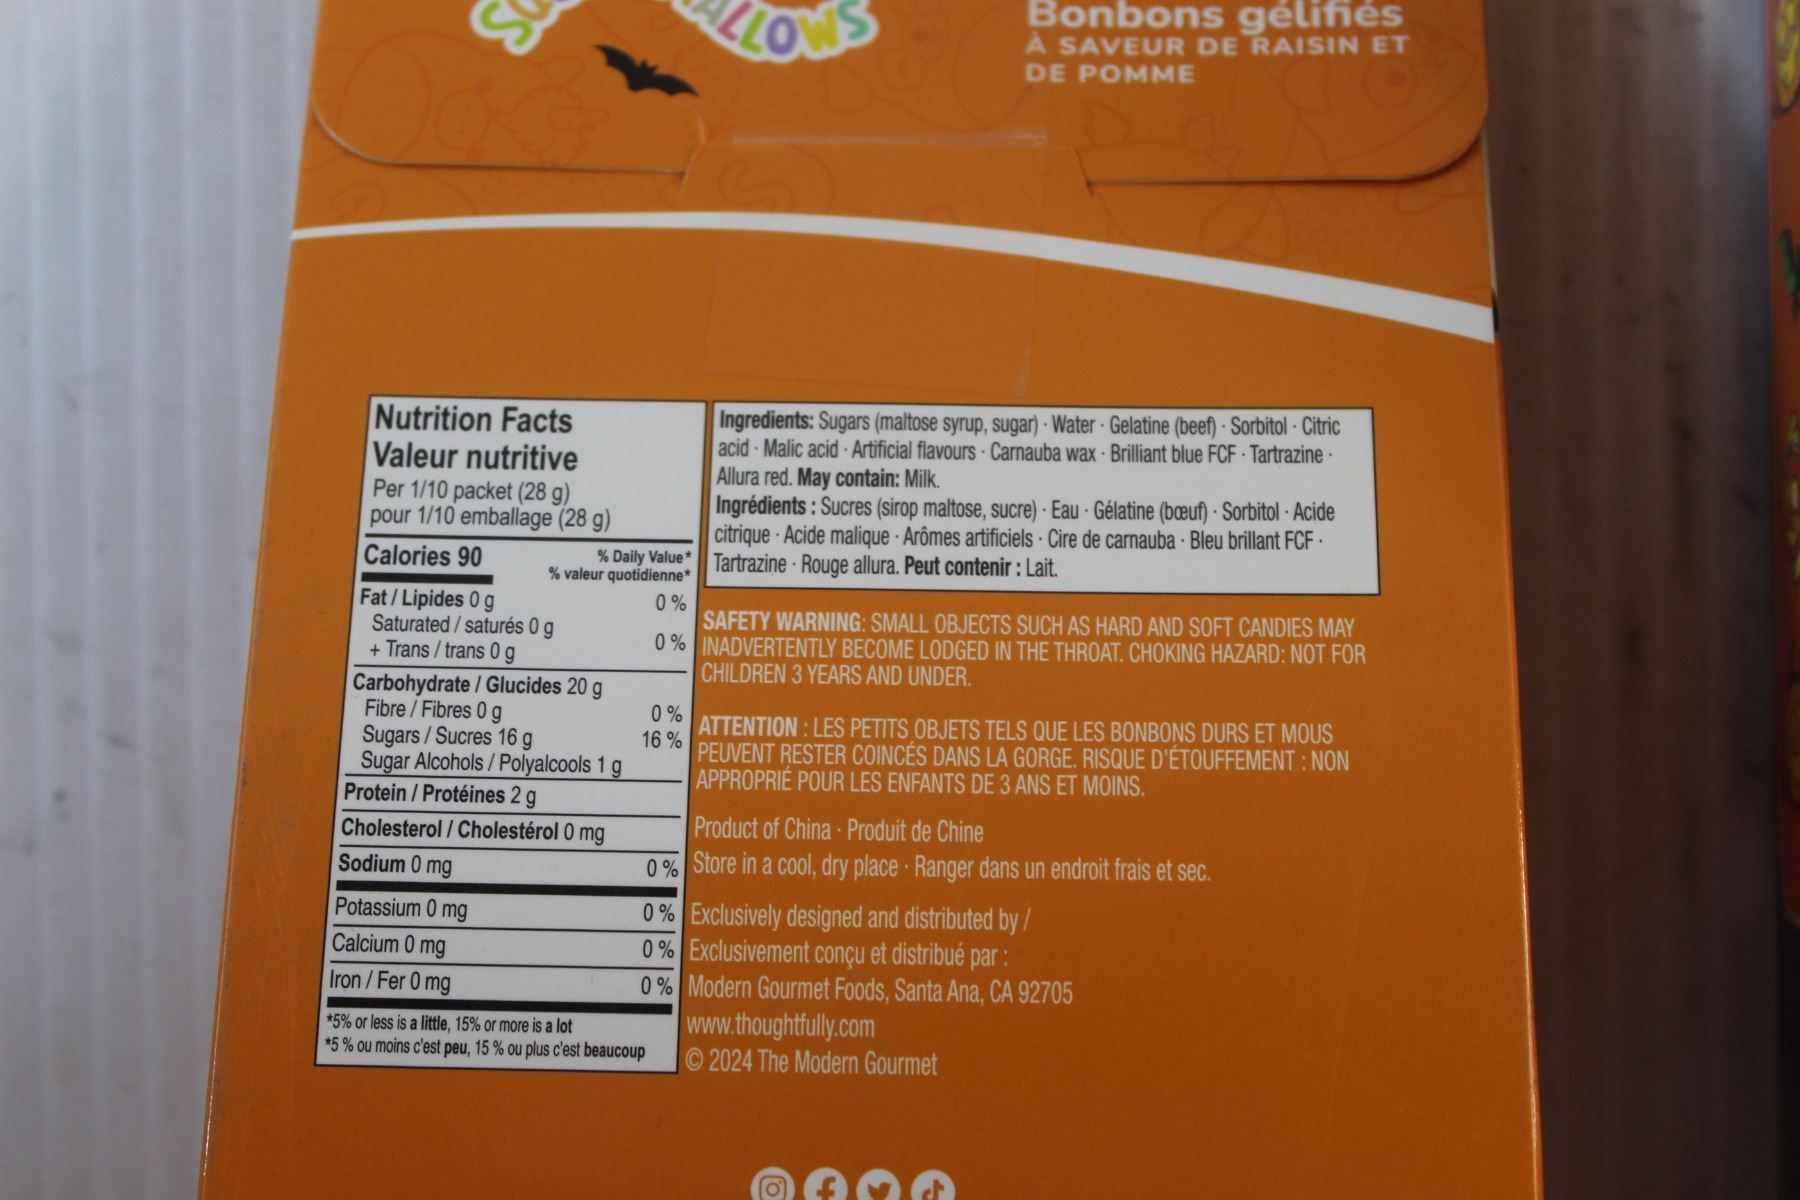 ALLOWS
Bonbons gélifiés
À SAVEUR DE RAISIN ET
DE POMME
Nutrition Facts
Valeur nutritive
Per 1/10 packet (28 g)
pour 1/10 emballage (28 g)
Calories 90
% Daily Value*
% valeur quotidienne*
Fat / Lipides 0 g 0 %
Saturated / saturés 0 g
+ Trans / trans 0 g 0 %
Carbohydrate / Glucides 20 g
Fibre / Fibres 0 g 0 %
Sugars / Sucres 16 g 16 %
Sugar Alcohols / Polyalcools 1 g
Protein / Protéines 2 g
Cholesterol / Cholestérol 0 mg
Sodium 0 mg 0 %
Potassium 0 mg 0 %
Calcium 0 mg 0 %
Iron / Fer 0 mg 0 %
*5% or less is a little, 15% or more is a lot
*5 % ou moins c'est peu, 15 % ou plus c'est beaucoup
Ingredients: Sugars (maltose syrup, sugar) · Water · Gelatine (beef) · Sorbitol · Citric
acid · Malic acid · Artificial flavours · Carnauba wax · Brilliant blue FCF · Tartrazine ·
Allura red. May contain: Milk.
Ingrédients : Sucres (sirop maltose, sucre) · Eau · Gélatine (bœuf) · Sorbitol · Acide
citrique · Acide malique · Arômes artificiels · Cire de carnauba · Bleu brillant FCF ·
Tartrazine · Rouge allura. Peut contenir : Lait.
SAFETY WARNING: SMALL OBJECTS SUCH AS HARD AND SOFT CANDIES MAY
INADVERTENTLY BECOME LODGED IN THE THROAT. CHOKING HAZARD: NOT FOR
CHILDREN 3 YEARS AND UNDER.
ATTENTION : LES PETITS OBJETS TELS QUE LES BONBONS DURS ET MOUS
PEUVENT RESTER COINCÉS DANS LA GORGE. RISQUE D'ÉTOUFFEMENT : NON
APPROPRIÉ POUR LES ENFANTS DE 3 ANS ET MOINS.
Product of China · Produit de Chine
Store in a cool, dry place · Ranger dans un endroit frais et sec.
Exclusively designed and distributed by /
Exclusivement conçu et distribué par :
Modern Gourmet Foods, Santa Ana, CA 92705
www.thoughtfully.com
© 2024 The Modern Gourmet